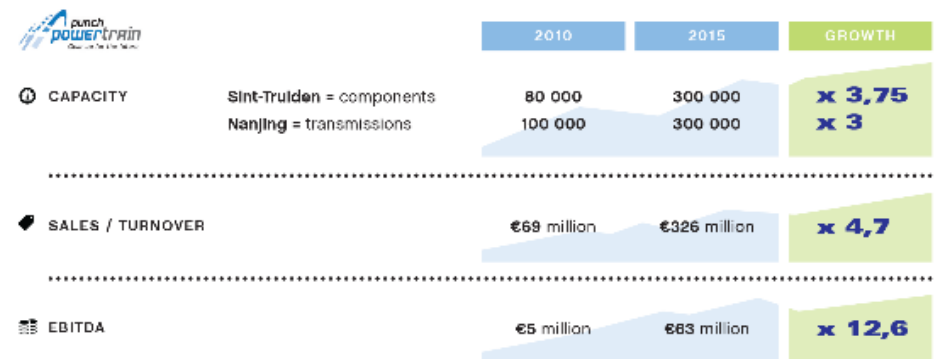 punch
powertrain
2010 2015 GROWTH
CAPACITY Sint-Truiden = components 80 000 300 000 x 3,75
Nanjing = transmissions 100 000 300 000 x 3
SALES / TURNOVER €69 million €326 million x 4,7
EBITDA €5 million €63 million x 12,6